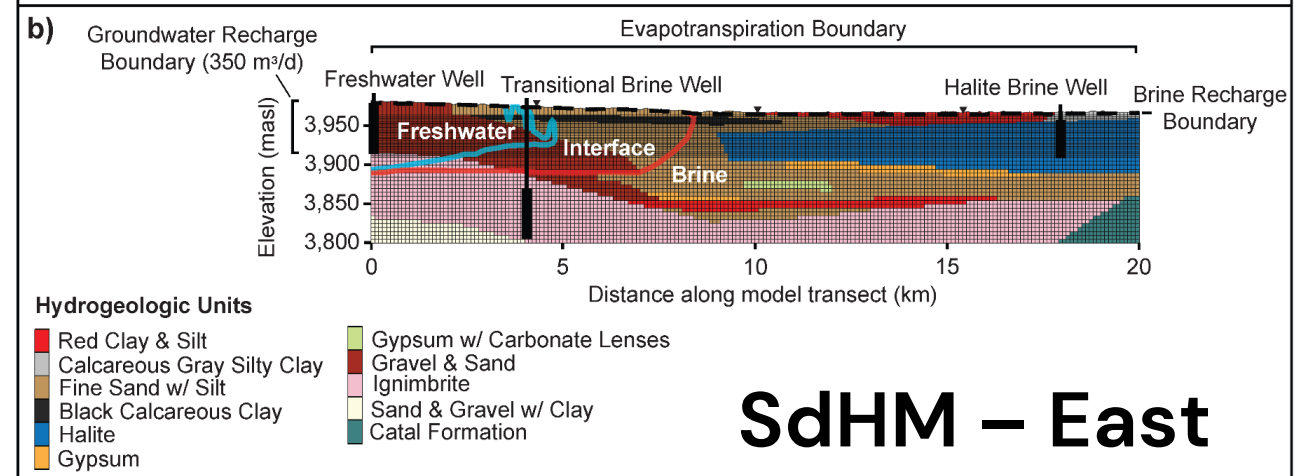 b)
Evapotranspiration Boundary
Groundwater Recharge
Boundary (350 m³/d)
Freshwater Well
Transitional Brine Well
Halite Brine Well
Brine Recharge
Boundary
Elevation (masl)
3,950
3,900
3,850
3,800
Freshwater
Interface
Brine
0
5
10
15
20
Distance along model transect (km)
Hydrogeologic Units
Red Clay & Silt
Calcareous Gray Silty Clay
Fine Sand w/ Silt
Black Calcareous Clay
Halite
Gypsum
Gypsum w/ Carbonate Lenses
Gravel & Sand
Ignimbrite
Sand & Gravel w/ Clay
Catal Formation
SdHM – East